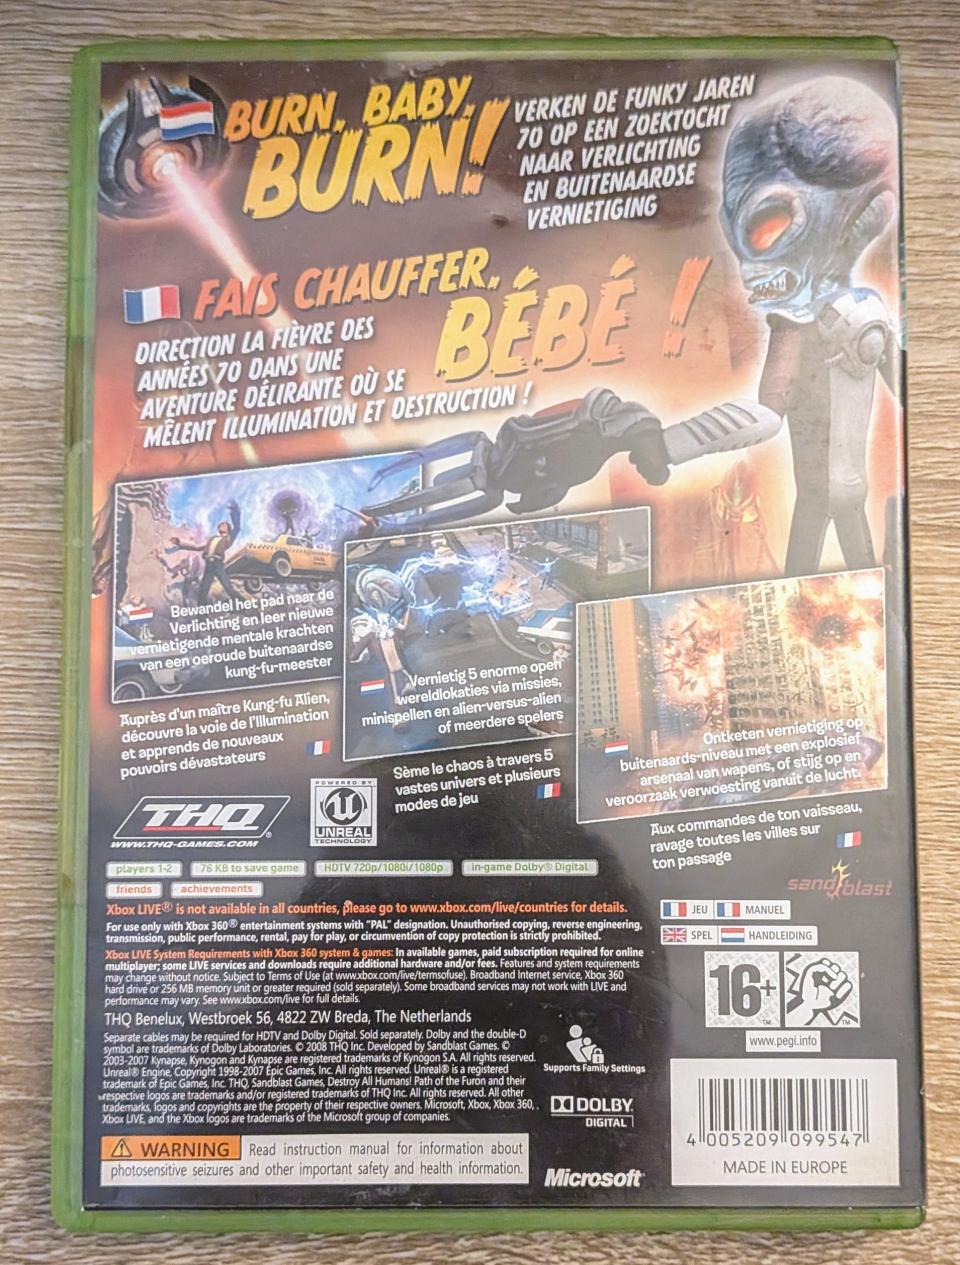 BURN, BABY,
BURN!
VERKEN DE FUNKY JAREN
70 OP EEN ZOEKTOCHT
NAAR VERLICHTING
EN BUITENAARDSE
VERNIETIGING
FAIS CHAUFFER,
BÉBÉ !
DIRECTION LA FIÈVRE DES
ANNÉES 70 DANS UNE
AVENTURE DÉLIRANTE OÙ SE
MÊLENT ILLUMINATION ET DESTRUCTION !
Bewandel het pad naar de
Verlichting en leer nieuwe
vernietigende mentale krachten
van een oeroude buitenaardse
kung-fu-meester
Auprès d'un maître Kung-fu Alien,
découvre la voie de l'Illumination
et apprends de nouveaux
pouvoirs dévastateurs
Vernietig 5 enorme open
wereldlokaties via missies,
minispellen en alien-versus-alien
of meerdere spelers
Sème le chaos à travers 5
vastes univers et plusieurs
modes de jeu
Ontketen vernietiging op
buitenaards-niveau met een explosief
arsenaal van wapens, of stijg op en
veroorzaak verwoesting vanuit de lucht.
Aux commandes de ton vaisseau,
ravage toutes les villes sur
ton passage
THQ®
WWW.THQ-GAMES.COM
POWERED BY
UNREAL
TECHNOLOGY
sandblast
players 1-2
76 KB to save game
HDTV 720p/1080i/1080p
in-game Dolby® Digital
friends
achievements
Xbox LIVE® is not available in all countries, please go to www.xbox.com/live/countries for details.
For use only with Xbox 360® entertainment systems with "PAL" designation. Unauthorised copying, reverse engineering,
transmission, public performance, rental, pay for play, or circumvention of copy protection is strictly prohibited.
Xbox LIVE System Requirements with Xbox 360 system & games: In available games, paid subscription required for online
multiplayer; some LIVE services and downloads require additional hardware and/or fees. Features and system requirements
may change without notice. Subject to Terms of Use (at www.xbox.com/live/termsofuse). Broadband Internet service, Xbox 360
hard drive or 256 MB memory unit or greater required (sold separately). Some broadband services may not work with LIVE and
performance may vary. See www.xbox.com/live for full details.
THQ Benelux, Westbroek 56, 4822 ZW Breda, The Netherlands
Separate cables may be required for HDTV and Dolby Digital. Sold separately. Dolby and the double-D
symbol are trademarks of Dolby Laboratories. © 2008 THQ Inc. Developed by Sandblast Games. ©
2003-2007 Kynapse, Kynogon and Kynapse are registered trademarks of Kynogon S.A. All rights reserved.
Unreal® Engine, Copyright 1998-2007 Epic Games, Inc. All rights reserved. Unreal® is a registered
trademark of Epic Games, Inc. THQ, Sandblast Games, Destroy All Humans! Path of the Furon and their
respective logos are trademarks and/or registered trademarks of THQ Inc. All rights reserved. All other
trademarks, logos and copyrights are the property of their respective owners. Microsoft, Xbox, Xbox 360,
Xbox LIVE, and the Xbox logos are trademarks of the Microsoft group of companies.
WARNING Read instruction manual for information about
photosensitive seizures and other important safety and health information.
Supports Family Settings
DOLBY
DIGITAL
Microsoft®
JEU MANUEL
SPEL HANDLEIDING
16+
www.pegi.info
4 005209 099547
MADE IN EUROPE